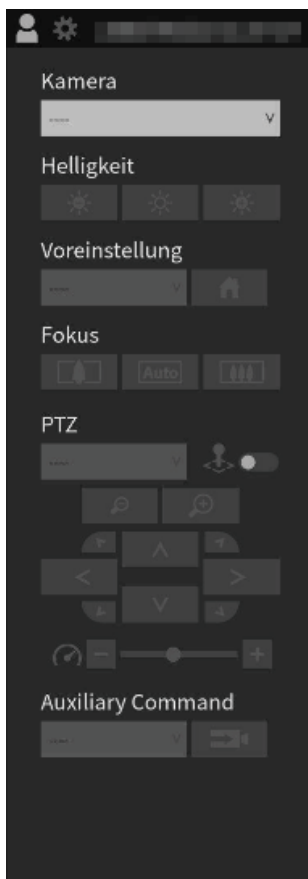 Kamera
---- v
Helligkeit
Voreinstellung
---- v
Fokus
Auto
PTZ
---- v
Auxiliary Command
---- v